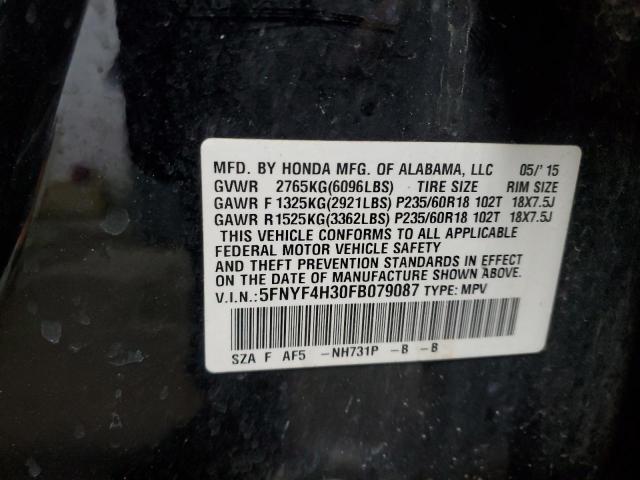 MFD. BY HONDA MFG. OF ALABAMA, LLC 05/'15
GVWR 2765KG(6096LBS) TIRE SIZE RIM SIZE
GAWR F 1325KG(2921LBS) P235/60R18 102T 18X7.5J
GAWR R1525KG(3362LBS) P235/60R18 102T 18X7.5J
THIS VEHICLE CONFORMS TO ALL APPLICABLE
FEDERAL MOTOR VEHICLE SAFETY
AND THEFT PREVENTION STANDARDS IN EFFECT
ON THE DATE OF MANUFACTURE SHOWN ABOVE.
V.I.N.:5FNYF4H30FB079087 TYPE: MPV
SZA F AF5 -NH731P -B -B